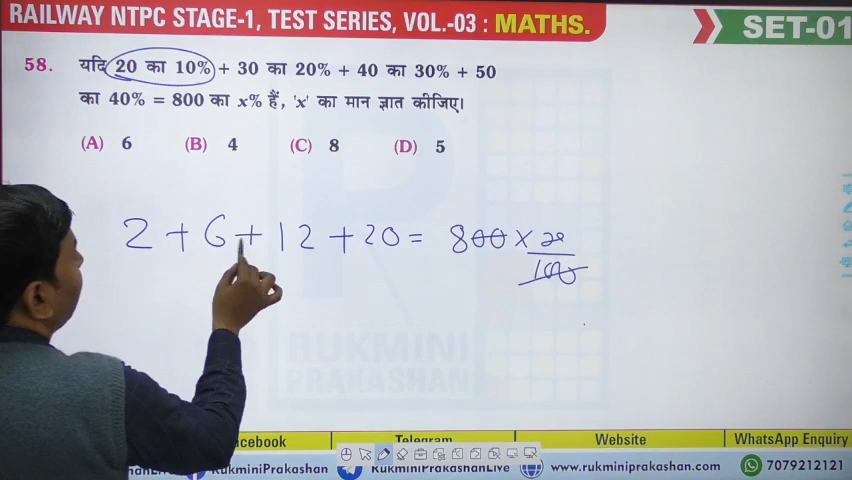 RAILWAY NTPC STAGE-1, TEST SERIES, VOL.-03 : MATHS.
SET-01
58. यदि 20 का 10% + 30 का 20% + 40 का 30% + 50
का 40% = 800 का x% हैं, 'x' का मान ज्ञात कीजिए।
(A) 6 (B) 4 (C) 8 (D) 5
2 + 6 + 12 + 20 = 800 × x/100
RUKMINI
PRAKASHAN
Telegram Website WhatsApp Enquiry
RukminiPrakashan RukminiPrakashanLive www.rukminiprakashan.com 7079212121